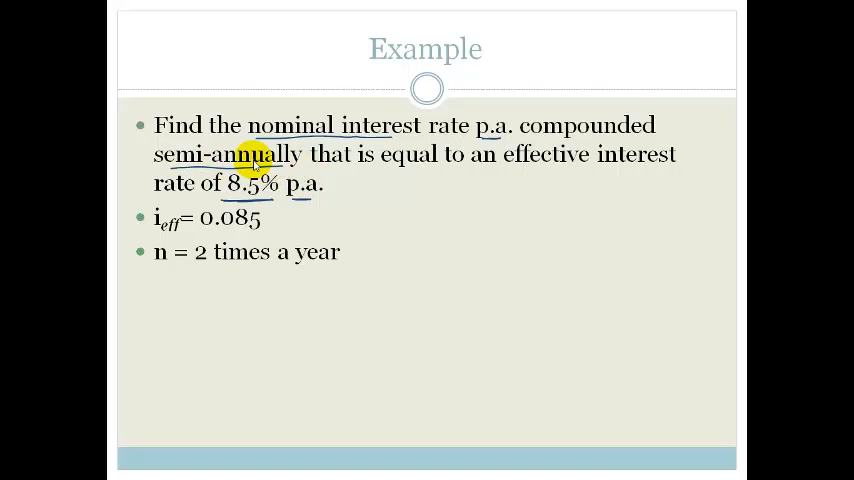 Example
Find the nominal interest rate p.a. compounded
semi-annually that is equal to an effective interest
rate of 8.5% p.a.
i_eff= 0.085
n = 2 times a year